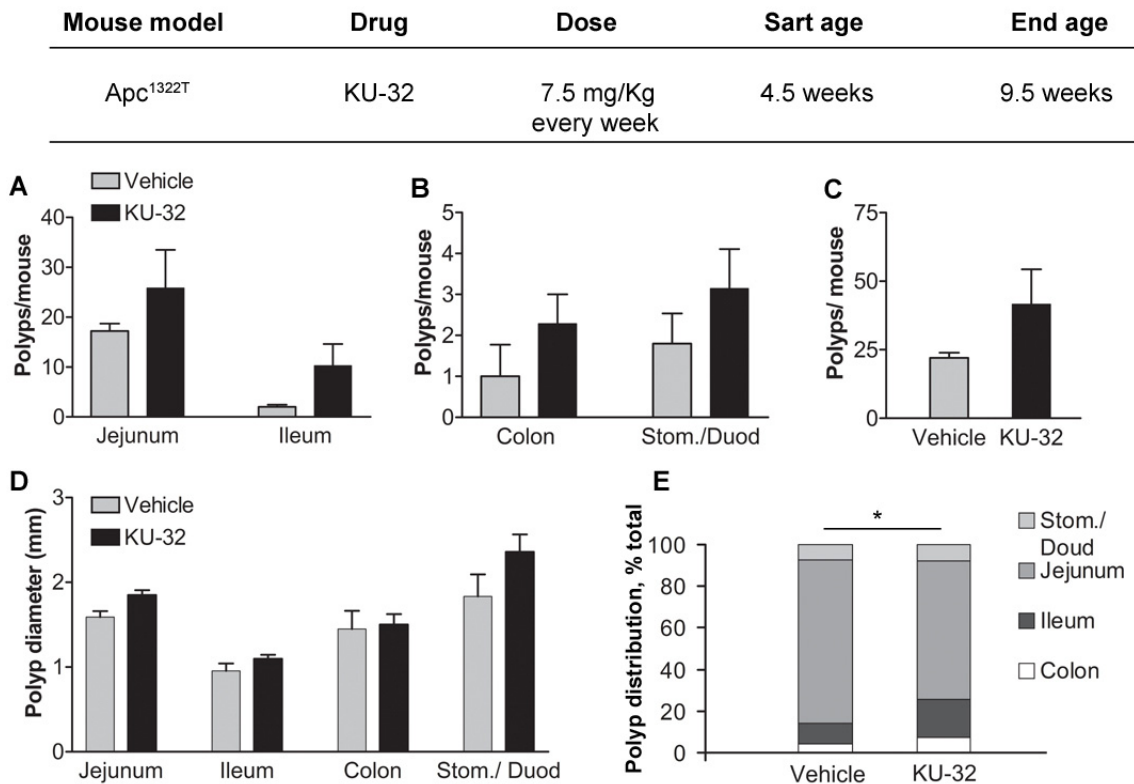 Mouse model Drug Dose Sart age End age
Apc1322T KU-32 7.5 mg/Kg every week 4.5 weeks 9.5 weeks
A
Vehicle
KU-32
Polyps/mouse
40
30
20
10
0
Jejunum Ileum
B
Polyps/mouse
5
4
3
2
1
0
Colon Stom./Duod
C
Polyps/ mouse
75
50
25
0
Vehicle KU-32
D
Vehicle
KU-32
Polyp diameter (mm)
3
2
1
0
Jejunum Ileum Colon Stom./ Duod
E
*
Polyp distribution, % total
100
80
60
40
20
0
Vehicle KU-32
Stom./
Doud
Jejunum
Ileum
Colon